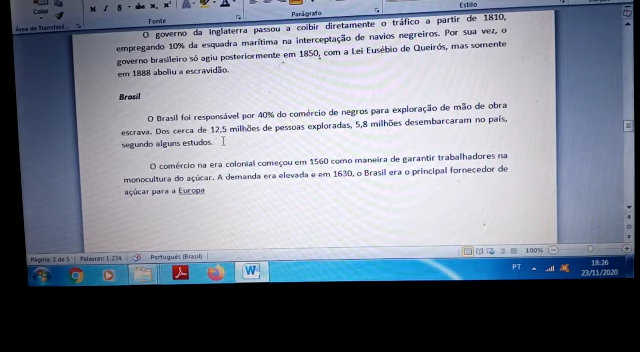 Colar
Área de Transferê...
N I S abc x, x²
Fonte
Parágrafo
Estilo
O governo da Inglaterra passou a coibir diretamente o tráfico a partir de 1810,
empregando 10% da esquadra marítima na interceptação de navios negreiros. Por sua vez, o
governo brasileiro só agiu posteriormente em 1850, com a Lei Eusébio de Queirós, mas somente
em 1888 aboliu a escravidão.
Brasil
O Brasil foi responsável por 40% do comércio de negros para exploração de mão de obra
escrava. Dos cerca de 12,5 milhões de pessoas exploradas, 5,8 milhões desembarcaram no país,
segundo alguns estudos.
O comércio na era colonial começou em 1560 como maneira de garantir trabalhadores na
monocultura do açúcar. A demanda era elevada e em 1630, o Brasil era o principal fornecedor de
açúcar para a Europa
Página: 3 de 5 Palavras: 1.254 Português (Brasil) 100%
PT 18:26
23/11/2020